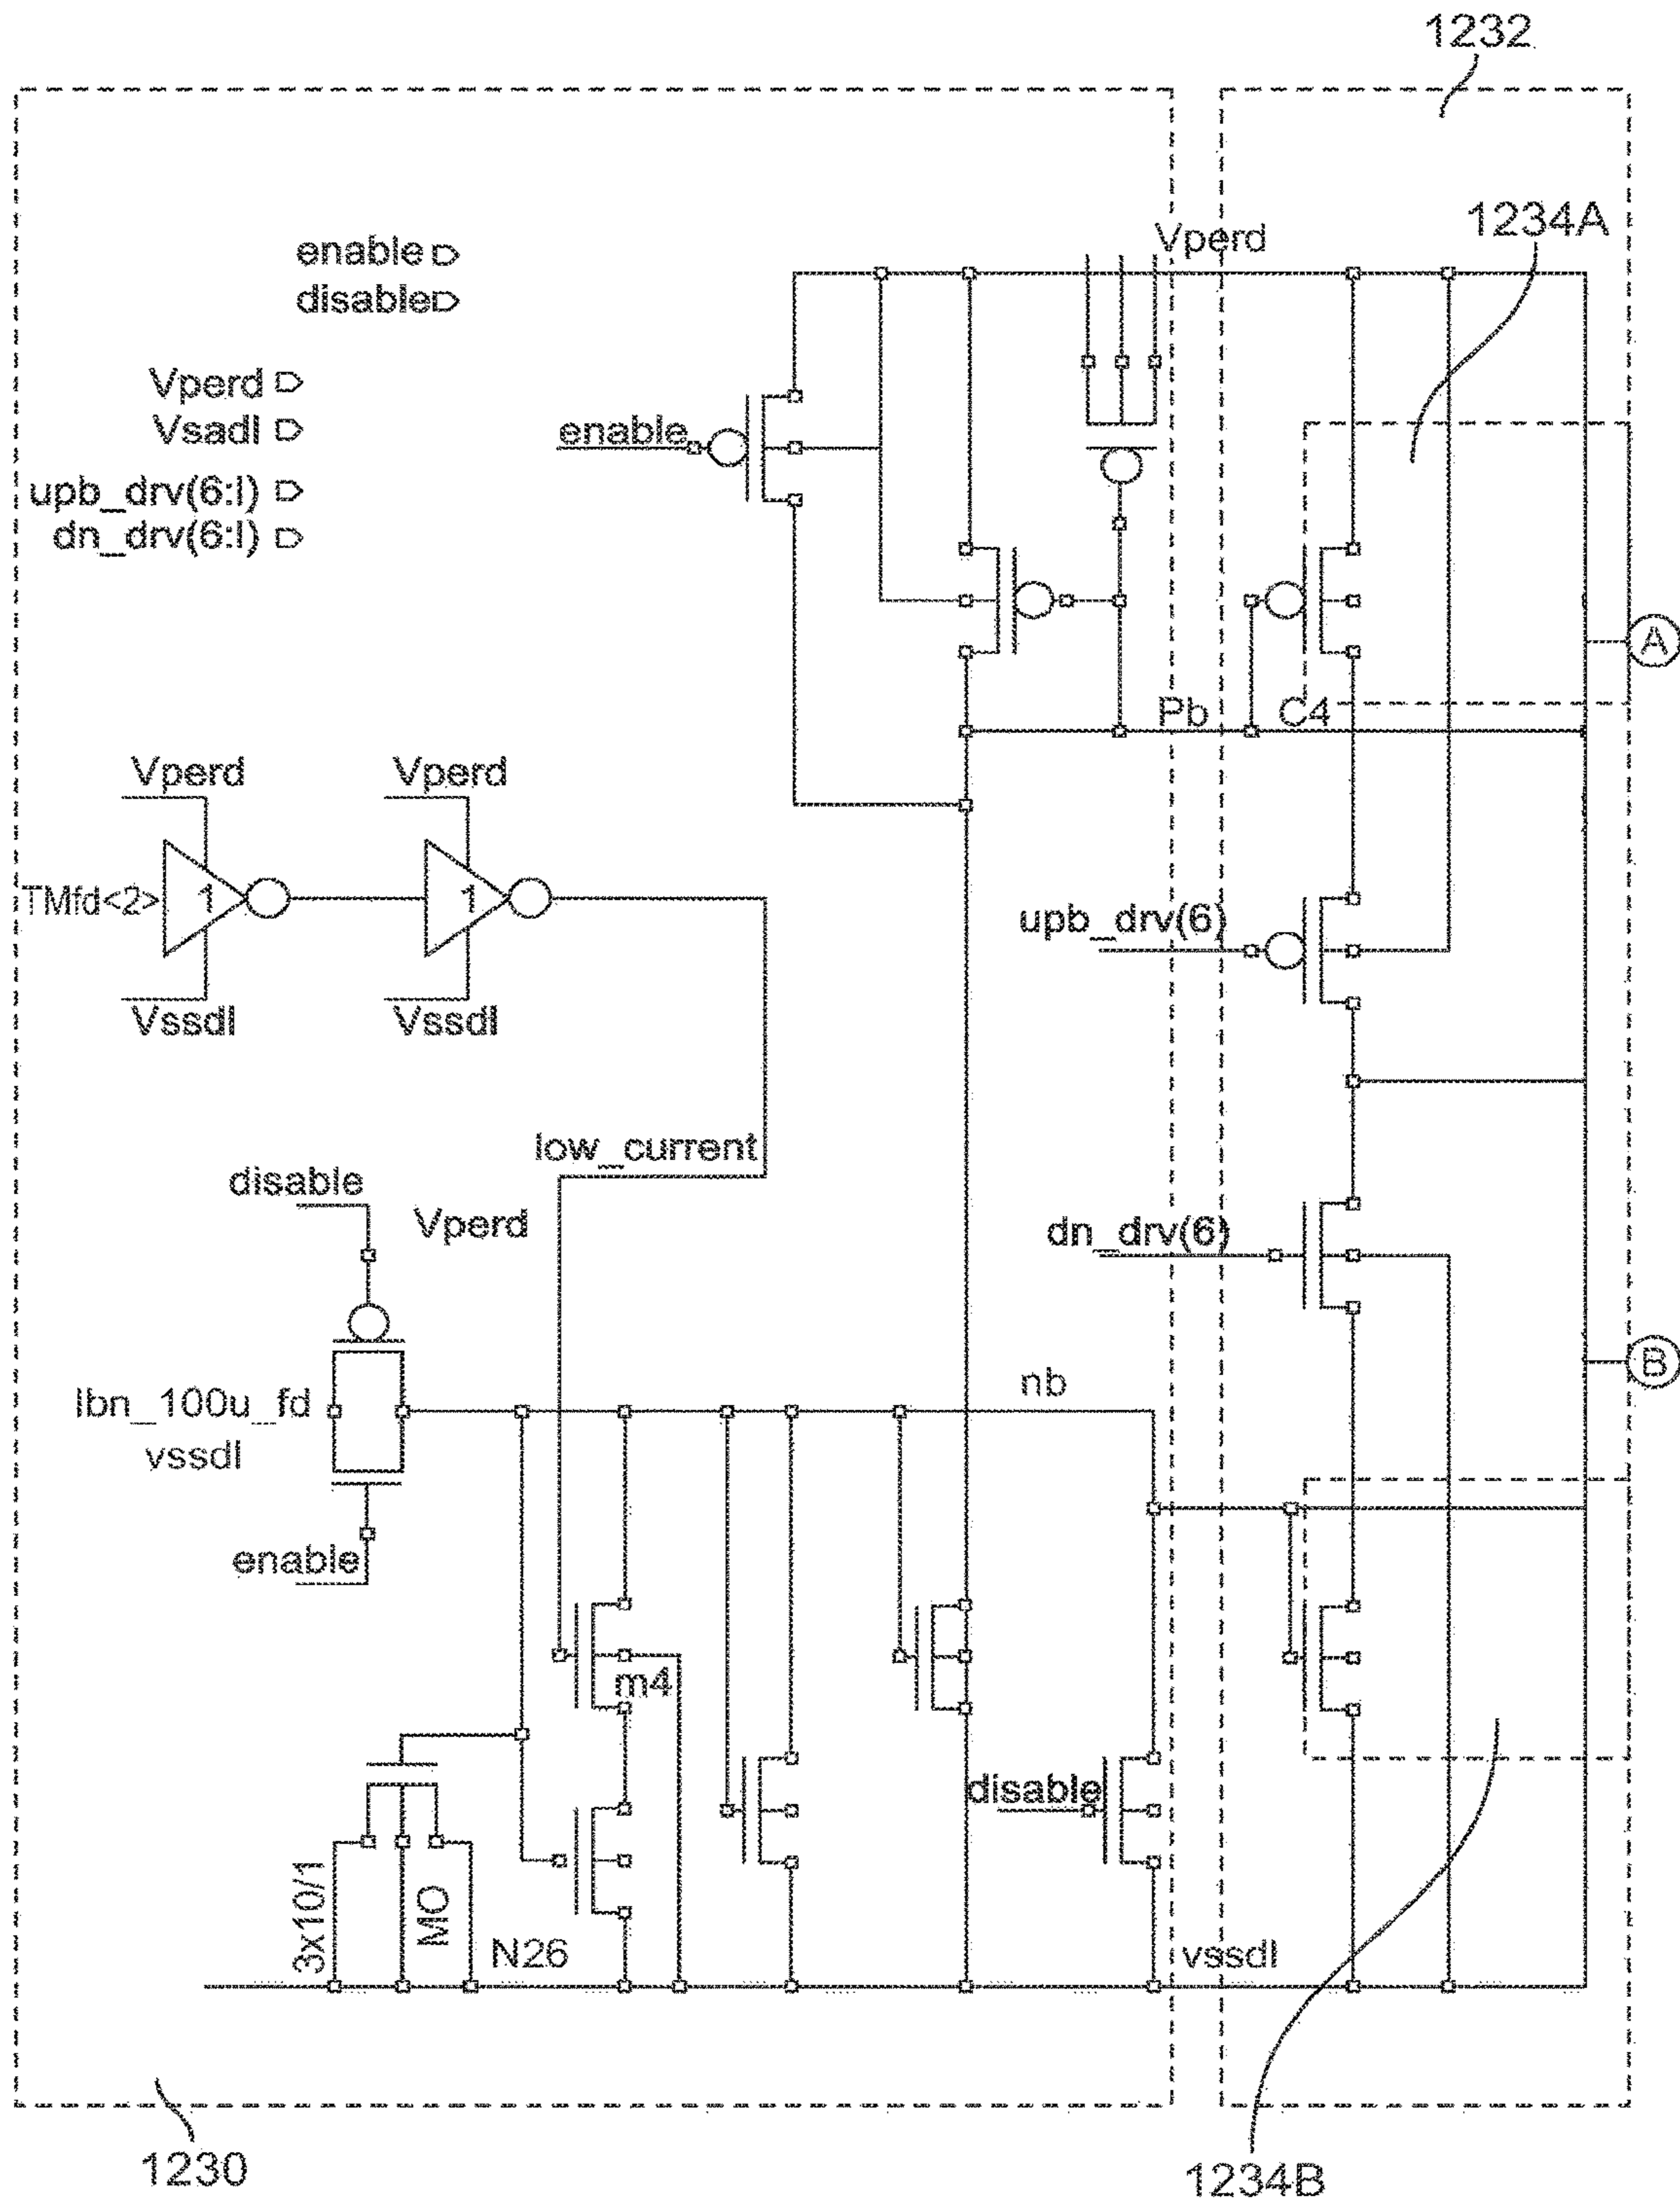 1232
1234A
enable
disable
Vperd
Vperd
Vsadl
upb_drv(6:l)
dn_drv(6:l)
enable
A
Pb
C4
Vperd
Vperd
TMfd<2>
1
1
upb_drv(6)
Vssdl
Vssdl
low_current
disable
Vperd
dn_drv(6)
B
nb
Ibn_100u_fd
vssdl
enable
m4
disable
3x10/1
MO
N26
vssdl
1230
1234B